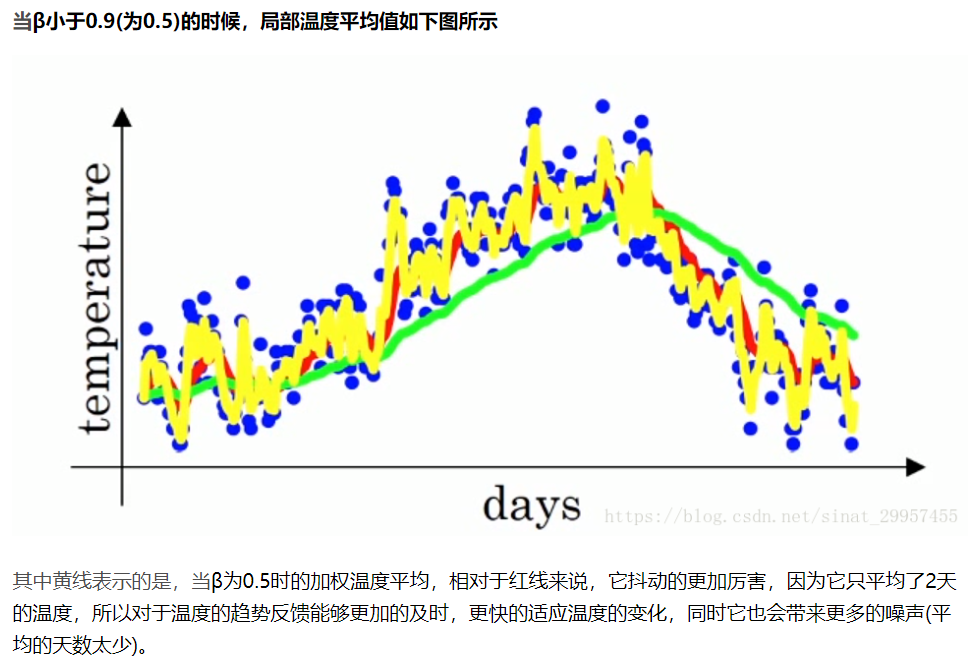 当β小于0.9(为0.5)的时候，局部温度平均值如下图所示
temperature
days
https://blog.csdn.net/sinat_29957455
其中黄线表示的是，当β为0.5时的加权温度平均，相对于红线来说，它抖动的更加厉害，因为它只平均了2天
的温度，所以对于温度的趋势反馈能够更加的及时，更快的适应温度的变化，同时它也会带来更多的噪声(平
均的天数太少)。